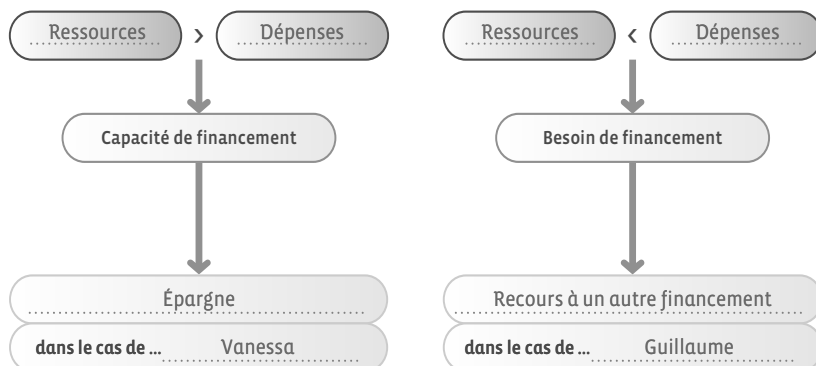 Ressources > Dépenses
Capacité de financement
Épargne
dans le cas de ... Vanessa
Ressources < Dépenses
Besoin de financement
Recours à un autre financement
dans le cas de ... Guillaume